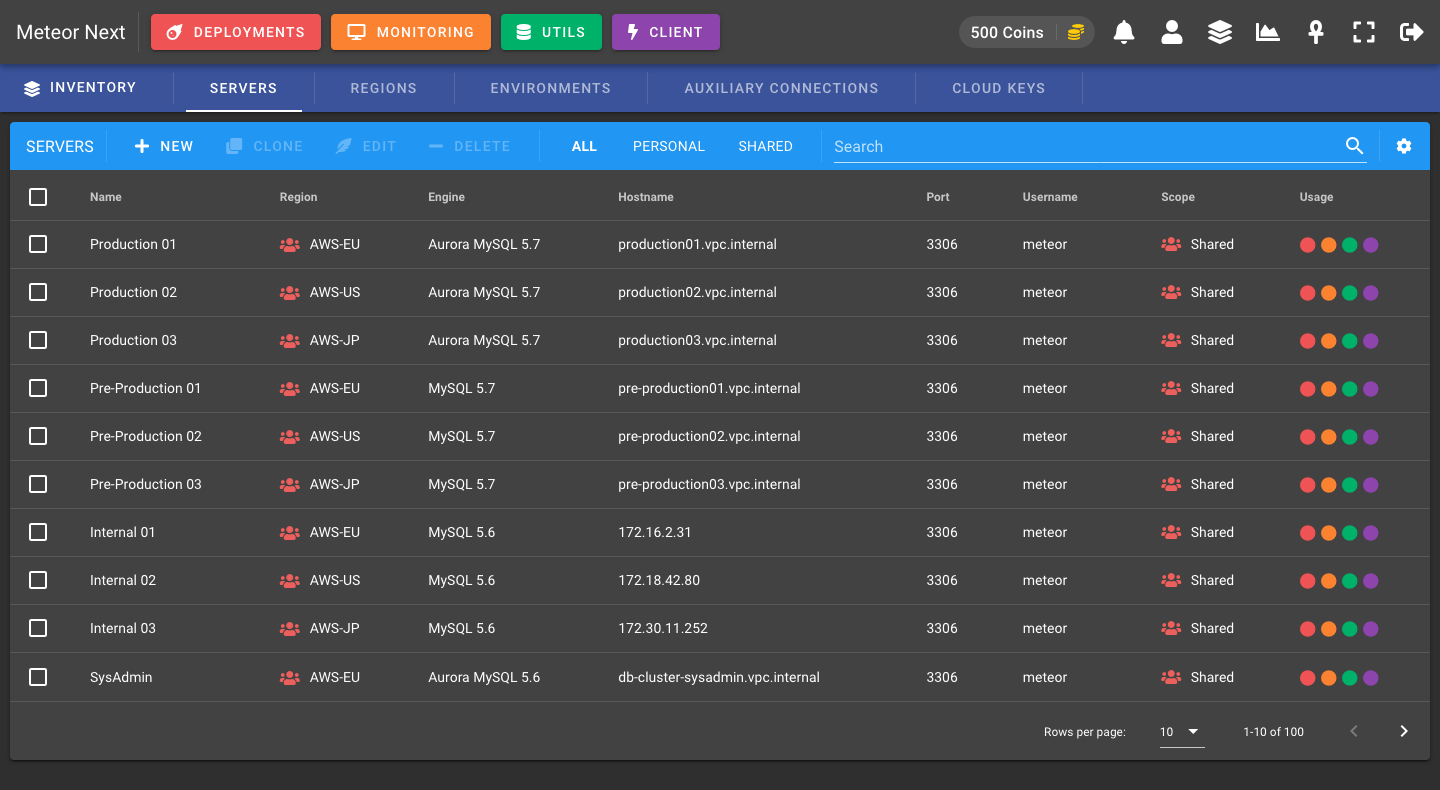 Meteor Next DEPLOYMENTS MONITORING UTILS CLIENT 500 Coins
INVENTORY SERVERS REGIONS ENVIRONMENTS AUXILIARY CONNECTIONS CLOUD KEYS
SERVERS NEW CLONE EDIT DELETE ALL PERSONAL SHARED Search
Name Region Engine Hostname Port Username Scope Usage
Production 01 AWS-EU Aurora MySQL 5.7 production01.vpc.internal 3306 meteor Shared
Production 02 AWS-US Aurora MySQL 5.7 production02.vpc.internal 3306 meteor Shared
Production 03 AWS-JP Aurora MySQL 5.7 production03.vpc.internal 3306 meteor Shared
Pre-Production 01 AWS-EU MySQL 5.7 pre-production01.vpc.internal 3306 meteor Shared
Pre-Production 02 AWS-US MySQL 5.7 pre-production02.vpc.internal 3306 meteor Shared
Pre-Production 03 AWS-JP MySQL 5.7 pre-production03.vpc.internal 3306 meteor Shared
Internal 01 AWS-EU MySQL 5.6 172.16.2.31 3306 meteor Shared
Internal 02 AWS-US MySQL 5.6 172.18.42.80 3306 meteor Shared
Internal 03 AWS-JP MySQL 5.6 172.30.11.252 3306 meteor Shared
SysAdmin AWS-EU Aurora MySQL 5.6 db-cluster-sysadmin.vpc.internal 3306 meteor Shared
Rows per page: 10 1-10 of 100